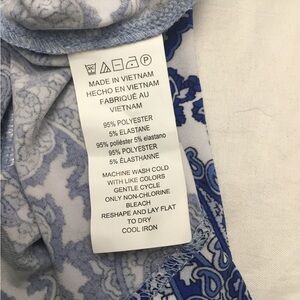 MADE IN VIETNAM
HECHO EN VIETNAM
FABRIQUÉ AU
VIETNAM
95% POLYESTER
5% ELASTANE
95% poliéster 5% elastano
95% POLYESTER
5% ÉLASTHANNE
MACHINE WASH COLD
WITH LIKE COLORS
GENTLE CYCLE
ONLY NON-CHLORINE
BLEACH
RESHAPE AND LAY FLAT
TO DRY
COOL IRON